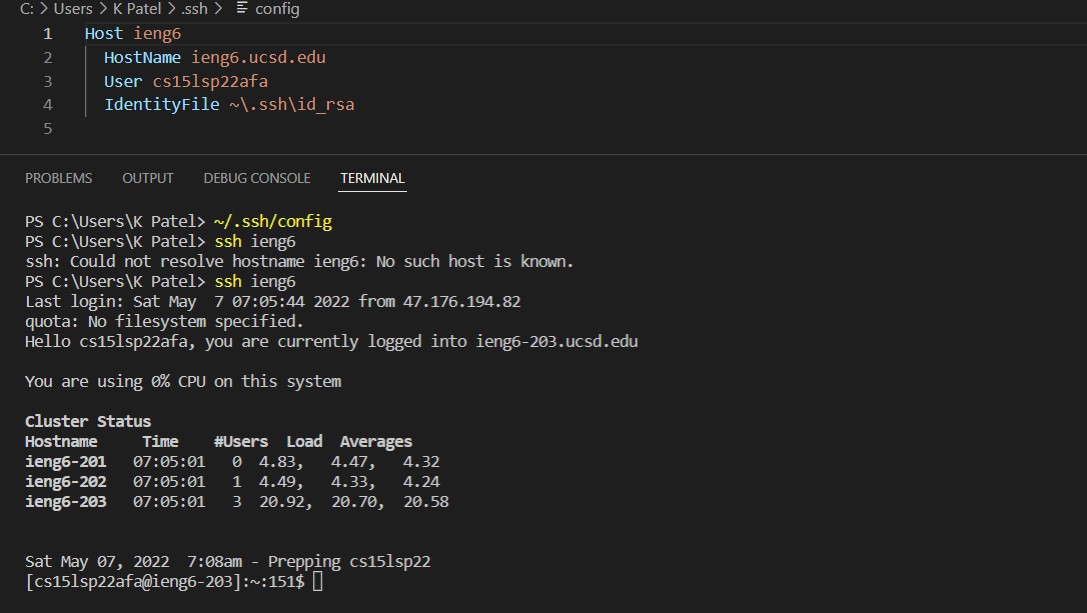 C: > Users > K Patel > .ssh > config
1 Host ieng6
2 HostName ieng6.ucsd.edu
3 User cs15lsp22afa
4 IdentityFile ~\.ssh\id_rsa
5
PROBLEMS OUTPUT DEBUG CONSOLE TERMINAL
PS C:\Users\K Patel> ~/.ssh/config
PS C:\Users\K Patel> ssh ieng6
ssh: Could not resolve hostname ieng6: No such host is known.
PS C:\Users\K Patel> ssh ieng6
Last login: Sat May  7 07:05:44 2022 from 47.176.194.82
quota: No filesystem specified.
Hello cs15lsp22afa, you are currently logged into ieng6-203.ucsd.edu
You are using 0% CPU on this system
Cluster Status
Hostname Time #Users Load Averages
ieng6-201 07:05:01 0 4.83, 4.47, 4.32
ieng6-202 07:05:01 1 4.49, 4.33, 4.24
ieng6-203 07:05:01 3 20.92, 20.70, 20.58
Sat May 07, 2022  7:08am - Prepping cs15lsp22
[cs15lsp22afa@ieng6-203]:~:151$